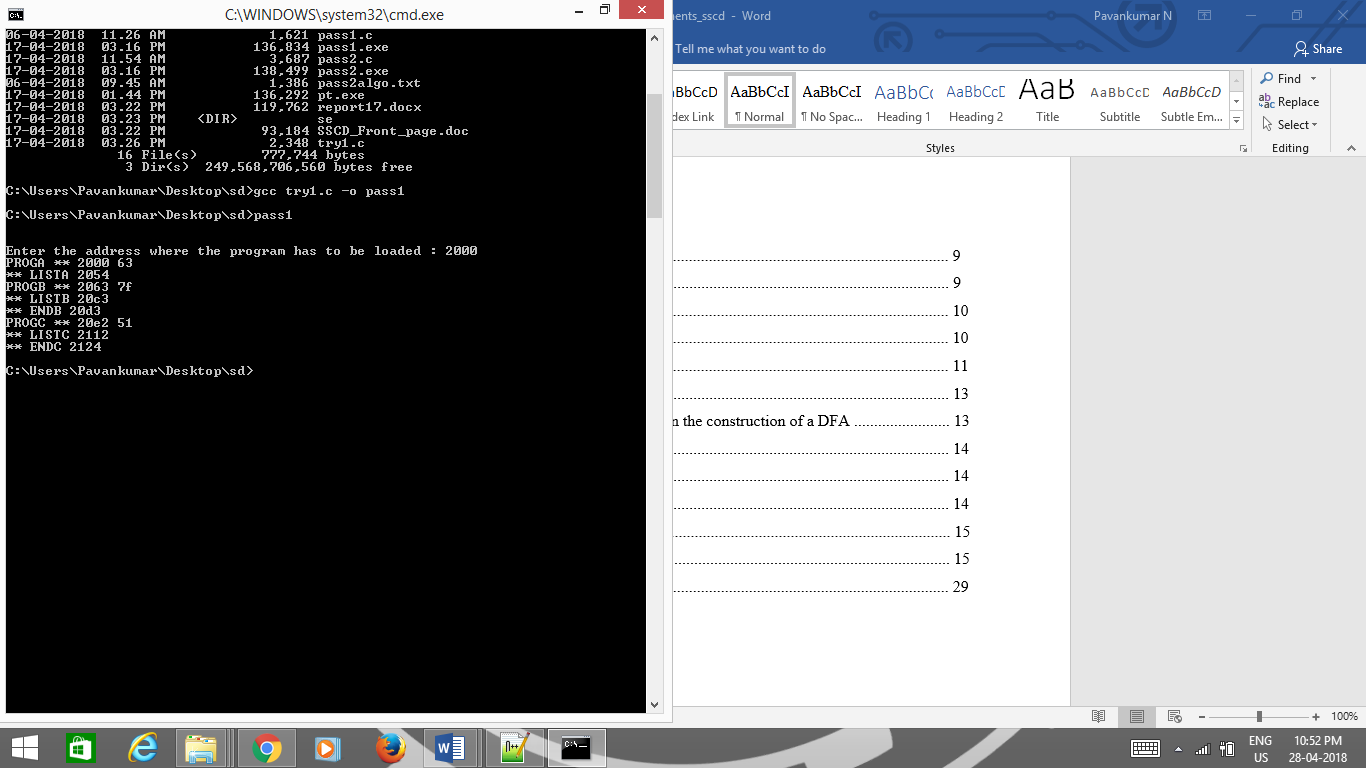 C:\WINDOWS\system32\cmd.exe
06-04-2018 11.26 AM 1,621 pass1.c
17-04-2018 03.16 PM 136,834 pass1.exe
17-04-2018 11.54 AM 3,687 pass2.c
17-04-2018 03.16 PM 138,499 pass2.exe
06-04-2018 09.45 AM 1,386 pass2algo.txt
17-04-2018 01.44 PM 136,292 pt.exe
17-04-2018 03.22 PM 119,762 report17.docx
17-04-2018 03.23 PM <DIR> se
17-04-2018 03.22 PM 93,184 SSCD_Front_page.doc
17-04-2018 03.26 PM 2,348 try1.c
16 File(s) 777,744 bytes
3 Dir(s) 249,568,706,560 bytes free
C:\Users\Pavankumar\Desktop\sd>gcc try1.c -o pass1
C:\Users\Pavankumar\Desktop\sd>pass1
Enter the address where the program has to be loaded : 2000
PROGA ** 2000 63
** LISTA 2054
PROGB ** 2063 7f
** LISTB 20c3
** ENDB 20d3
PROGC ** 20e2 51
** LISTC 2112
** ENDC 2124
C:\Users\Pavankumar\Desktop\sd>
ents_sscd - Word Pavankumar N
Tell me what you want to do Share
AaBbCcD AaBbCcI AaBbCcI AaBbCc AaBbCcD AaB AaBbCcD AaBbCcD
dex Link ¶ Normal ¶ No Spac... Heading 1 Heading 2 Title Subtitle Subtle Em...
Styles
Find
Replace
Select
Editing
9
9
10
10
11
13
n the construction of a DFA 13
14
14
14
15
15
29
100%
ENG 10:52 PM
US 28-04-2018